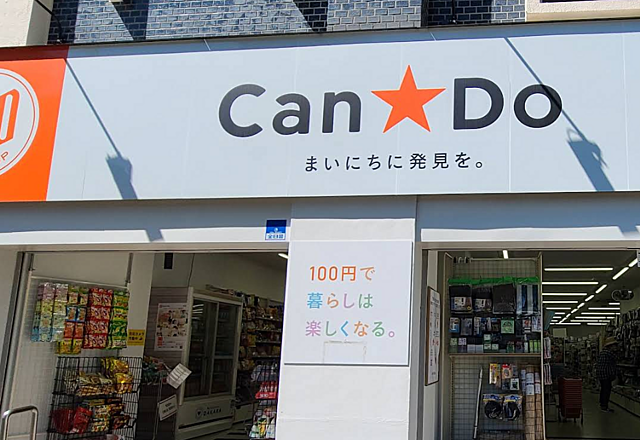 Can★Do
まいにちに発見を。
100円で
暮らしは
楽しくなる。